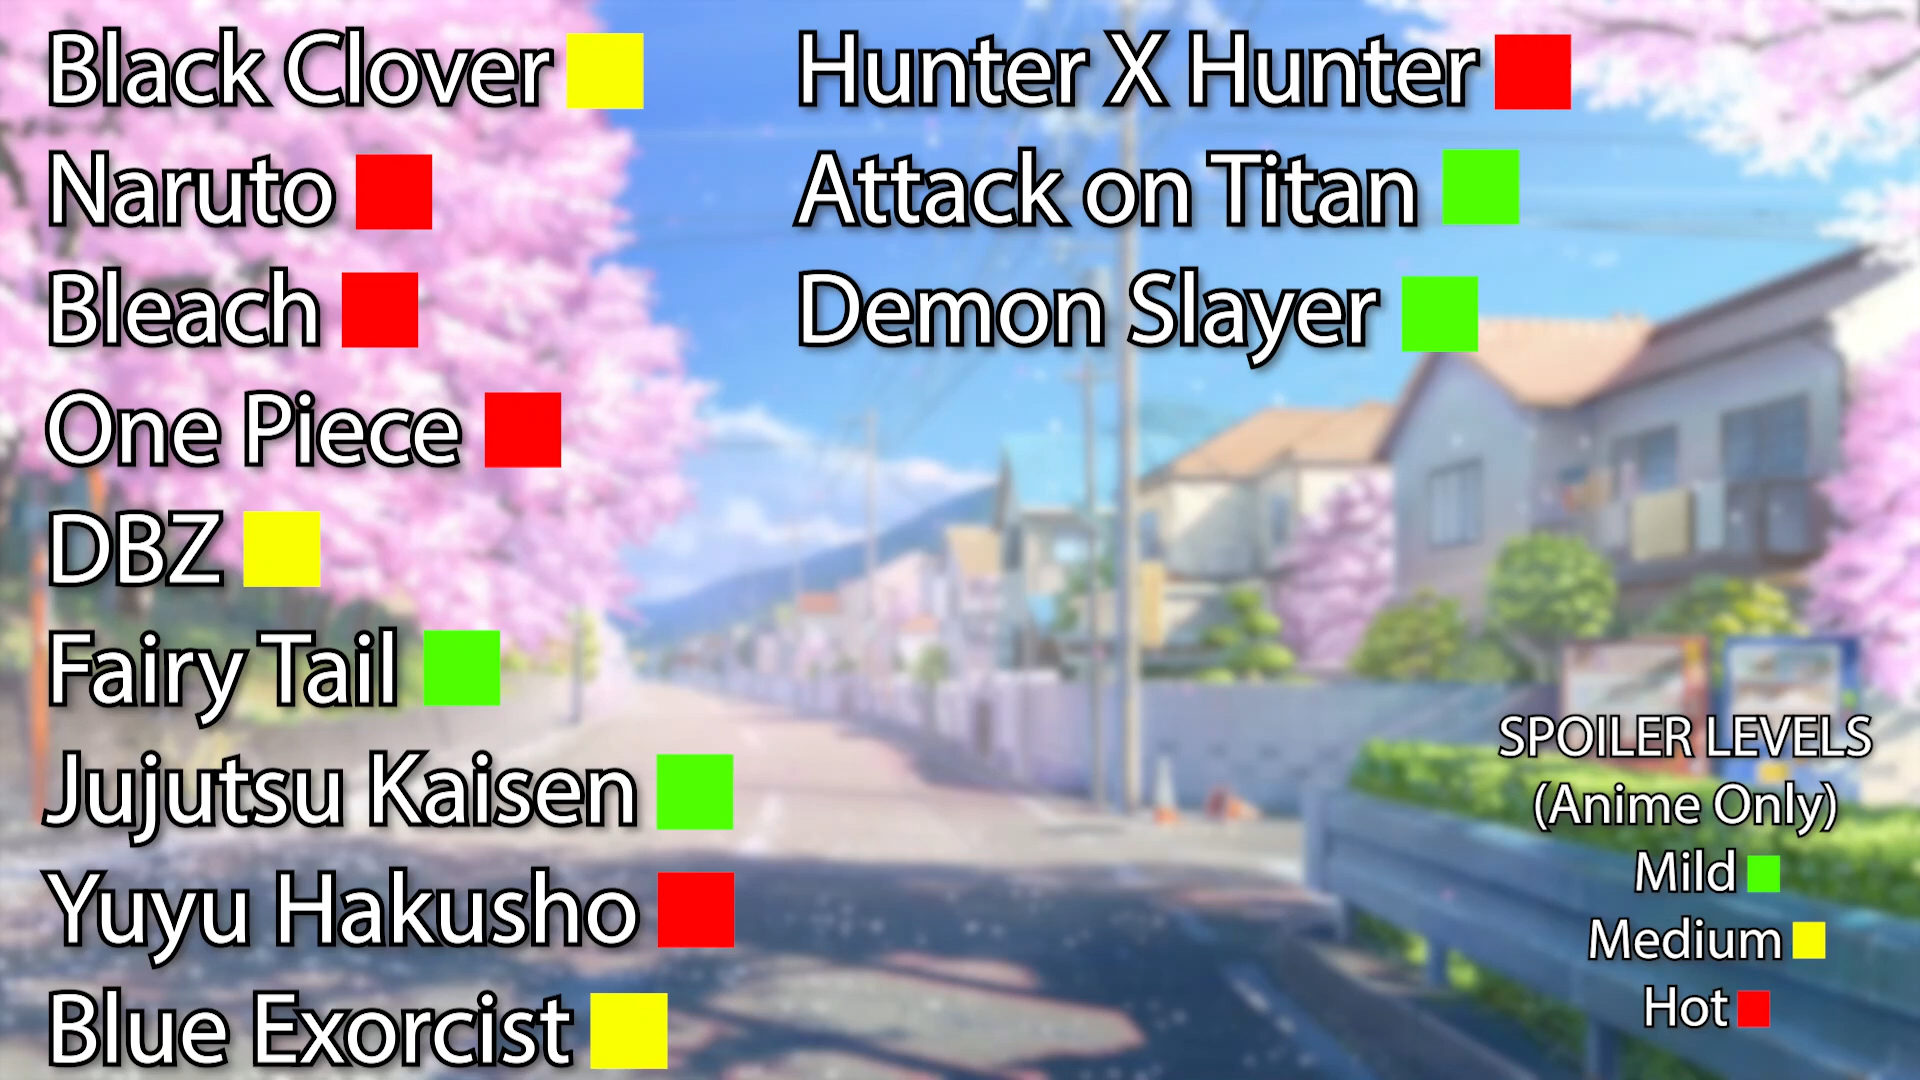 Black Clover
Naruto
Bleach
One Piece
DBZ
Fairy Tail
Jujutsu Kaisen
Yuyu Hakusho
Blue Exorcist
Hunter X Hunter
Attack on Titan
Demon Slayer
SPOILER LEVELS
(Anime Only)
Mild
Medium
Hot